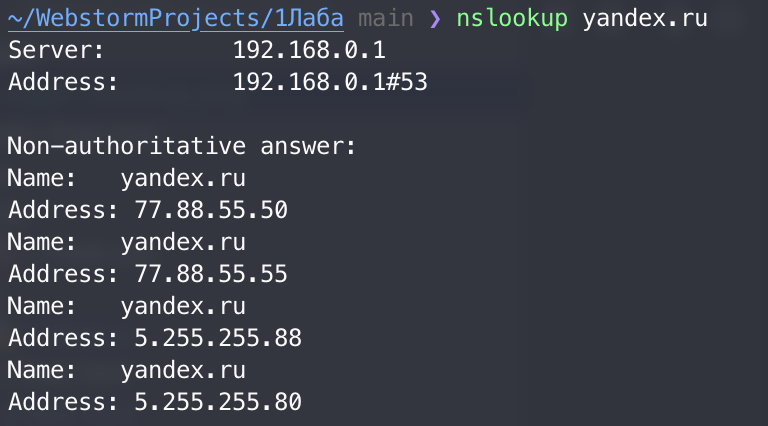 ~/WebstormProjects/1Лаба main ❯ nslookup yandex.ru
Server: 192.168.0.1
Address: 192.168.0.1#53
Non-authoritative answer:
Name: yandex.ru
Address: 77.88.55.50
Name: yandex.ru
Address: 77.88.55.55
Name: yandex.ru
Address: 5.255.255.88
Name: yandex.ru
Address: 5.255.255.80